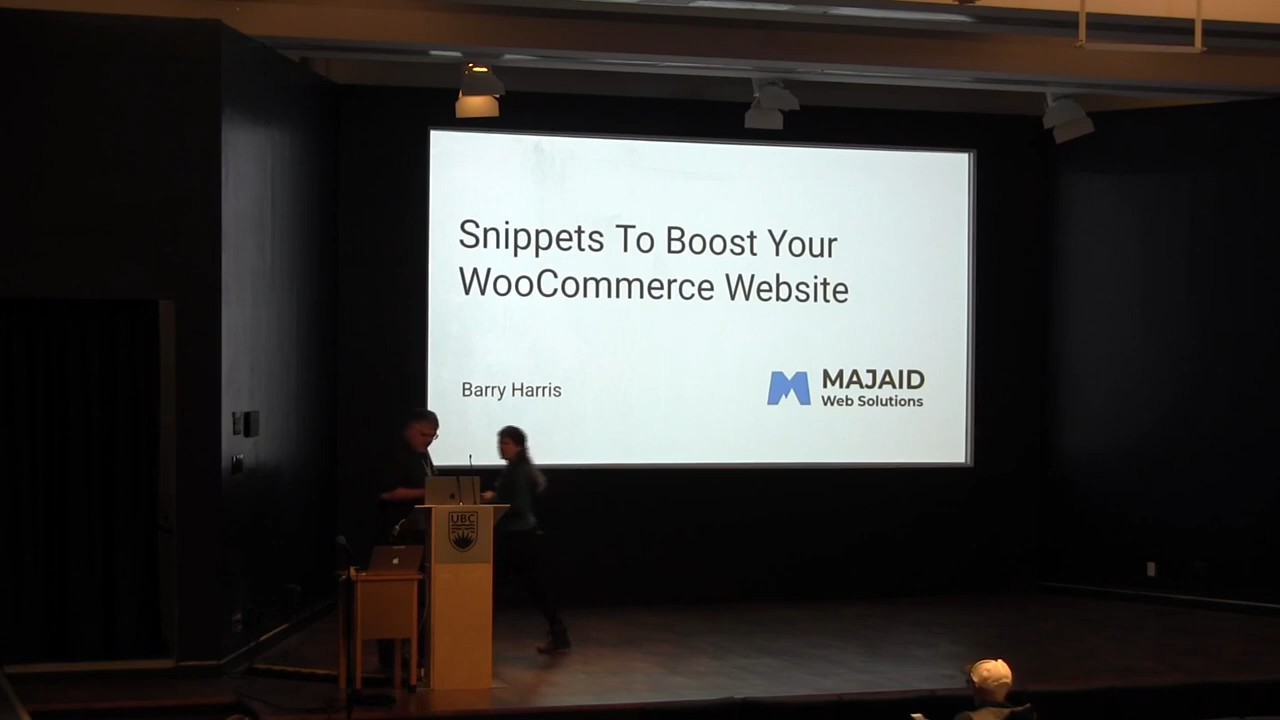 Snippets To Boost Your
WooCommerce Website
Barry Harris
MAJAID
Web Solutions
UBC